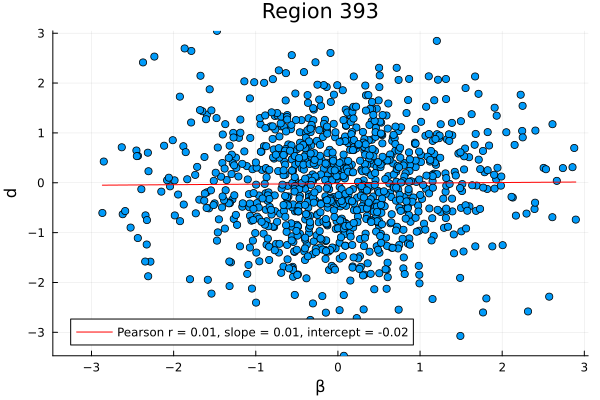 Region 393
3
2
1
0
−1
−2
−3
d
Pearson r = 0.01, slope = 0.01, intercept = -0.02
−3 −2 −1 0 1 2 3
β